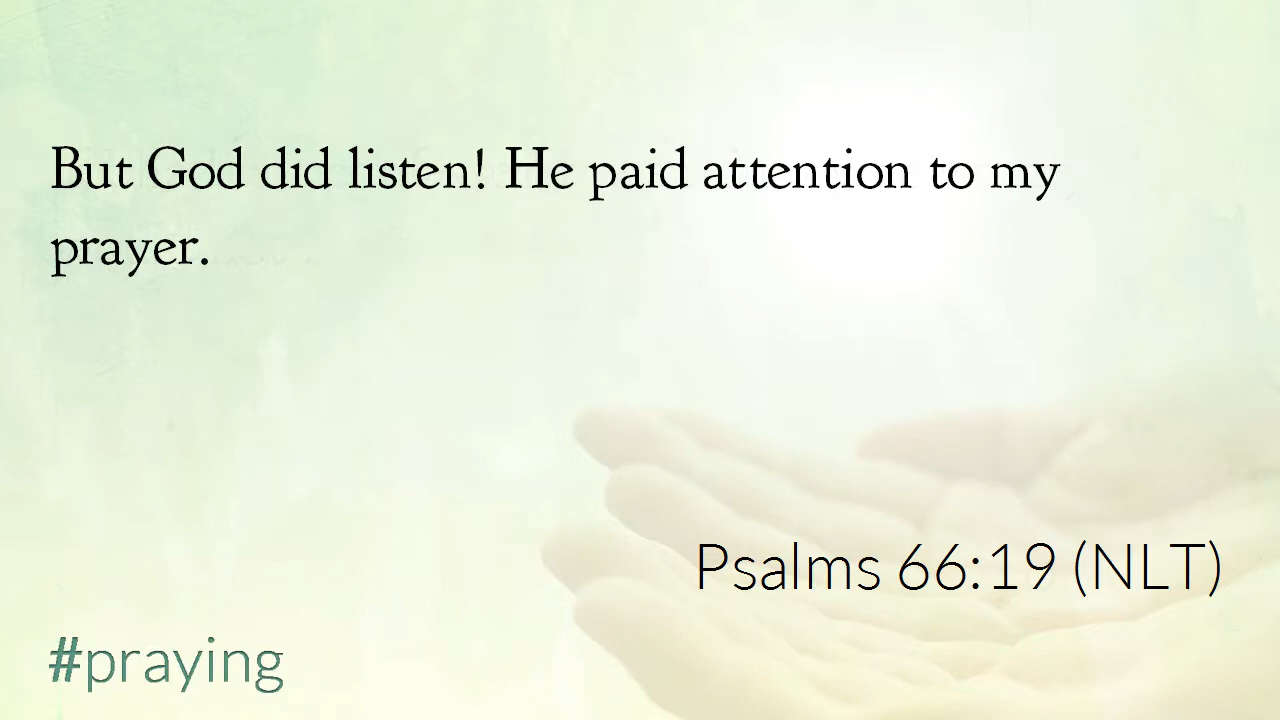 But God did listen! He paid attention to my
prayer.
Psalms 66:19 (NLT)
#praying